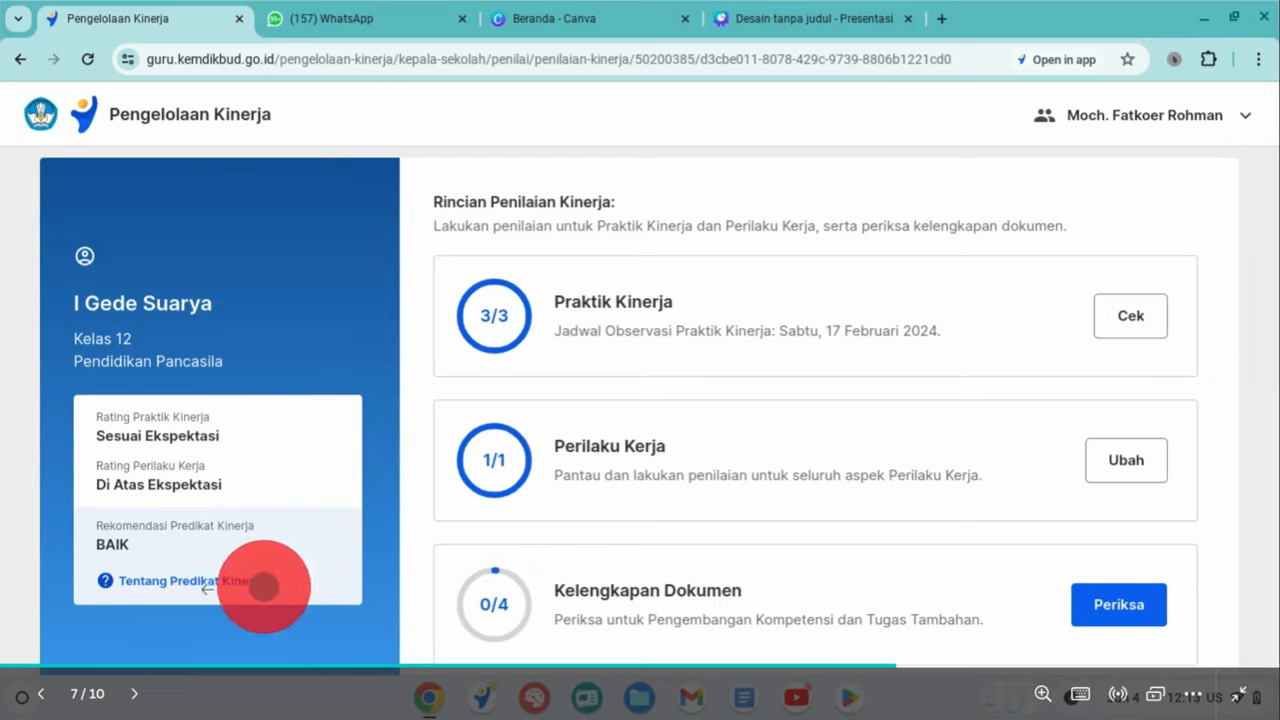 Pengelolaan Kinerja
(157) WhatsApp
Beranda - Canva
Desain tanpa judul - Presentasi
guru.kemdikbud.go.id/pengelolaan-kinerja/kepala-sekolah/penilai/penilaian-kinerja/50200385/d3cbe011-8078-429c-9739-8806b1221cd0
Open in app
Pengelolaan Kinerja
Moch. Fatkoer Rohman
I Gede Suarya
Kelas 12
Pendidikan Pancasila
Rating Praktik Kinerja
Sesuai Ekspektasi
Rating Perilaku Kerja
Di Atas Ekspektasi
Rekomendasi Predikat Kinerja
BAIK
Tentang Predikat Kiner
Rincian Penilaian Kinerja:
Lakukan penilaian untuk Praktik Kinerja dan Perilaku Kerja, serta periksa kelengkapan dokumen.
3/3
Praktik Kinerja
Jadwal Observasi Praktik Kinerja: Sabtu, 17 Februari 2024.
Cek
1/1
Perilaku Kerja
Pantau dan lakukan penilaian untuk seluruh aspek Perilaku Kerja.
Ubah
0/4
Kelengkapan Dokumen
Periksa untuk Pengembangan Kompetensi dan Tugas Tambahan.
Periksa
7 / 10
US